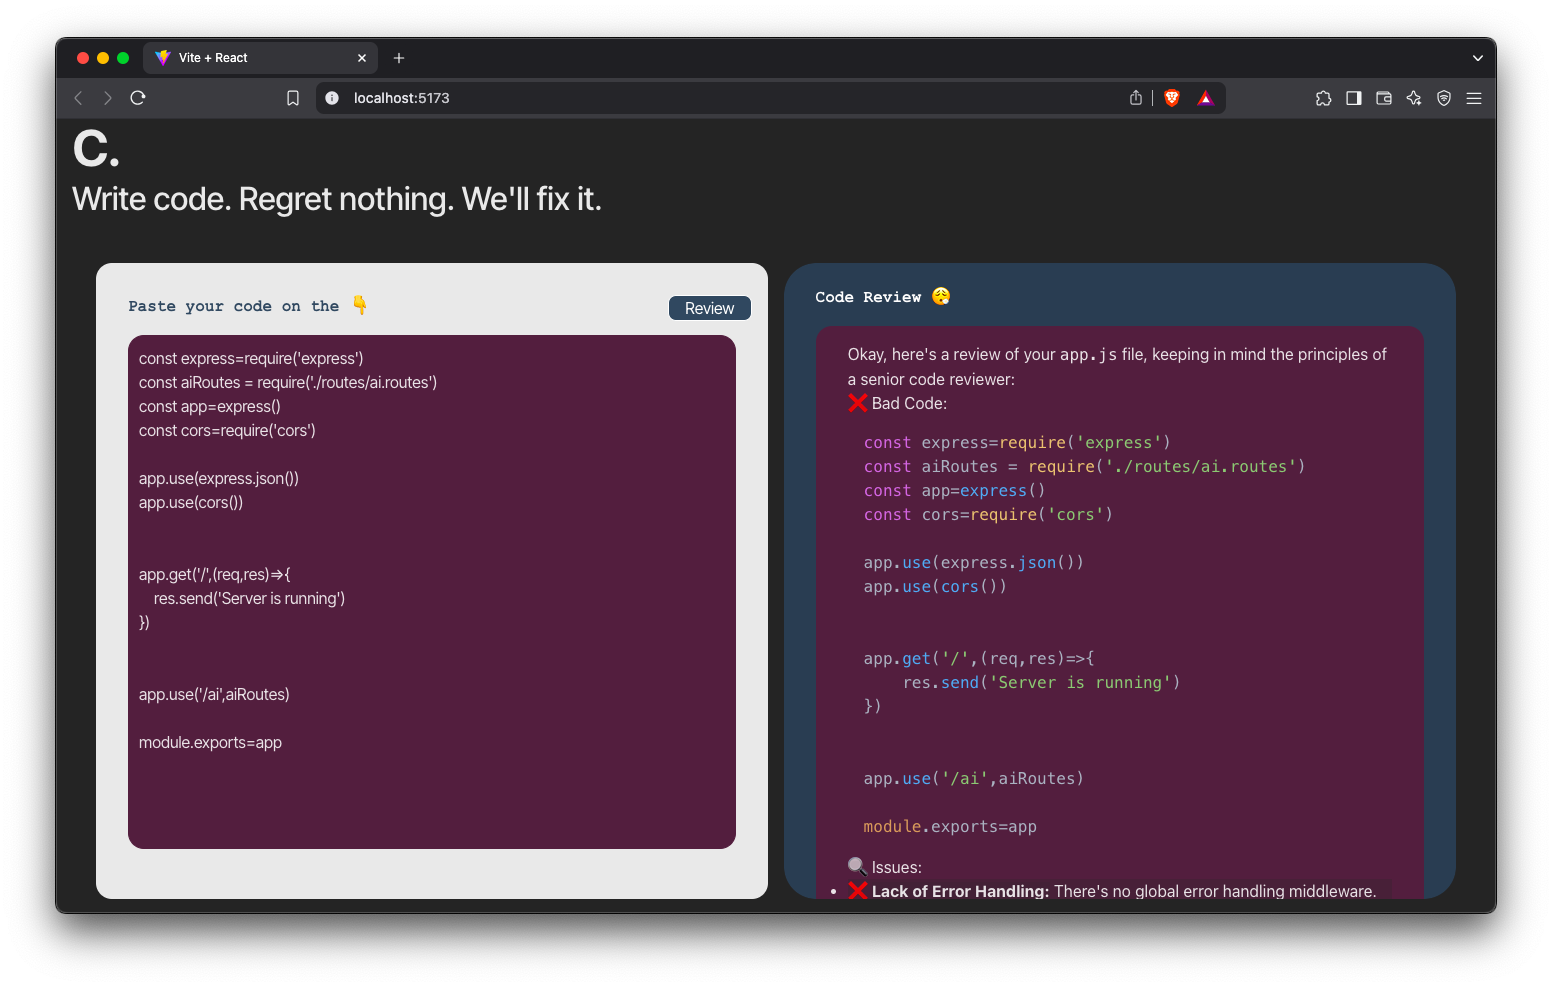 Vite + React
localhost:5173
C.
Write code. Regret nothing. We'll fix it.
Paste your code on the 👇
Review
const express=require('express')
const aiRoutes = require('./routes/ai.routes')
const app=express()
const cors=require('cors')
app.use(express.json())
app.use(cors())
app.get('/',(req,res)=>{
    res.send('Server is running')
})
app.use('/ai',aiRoutes)
module.exports=app
Code Review 😮‍💨
Okay, here's a review of your app.js file, keeping in mind the principles of
a senior code reviewer:
❌ Bad Code:
const express=require('express')
const aiRoutes = require('./routes/ai.routes')
const app=express()
const cors=require('cors')
app.use(express.json())
app.use(cors())
app.get('/',(req,res)=>{
    res.send('Server is running')
})
app.use('/ai',aiRoutes)
module.exports=app
🔍 Issues:
• ❌ Lack of Error Handling: There's no global error handling middleware.